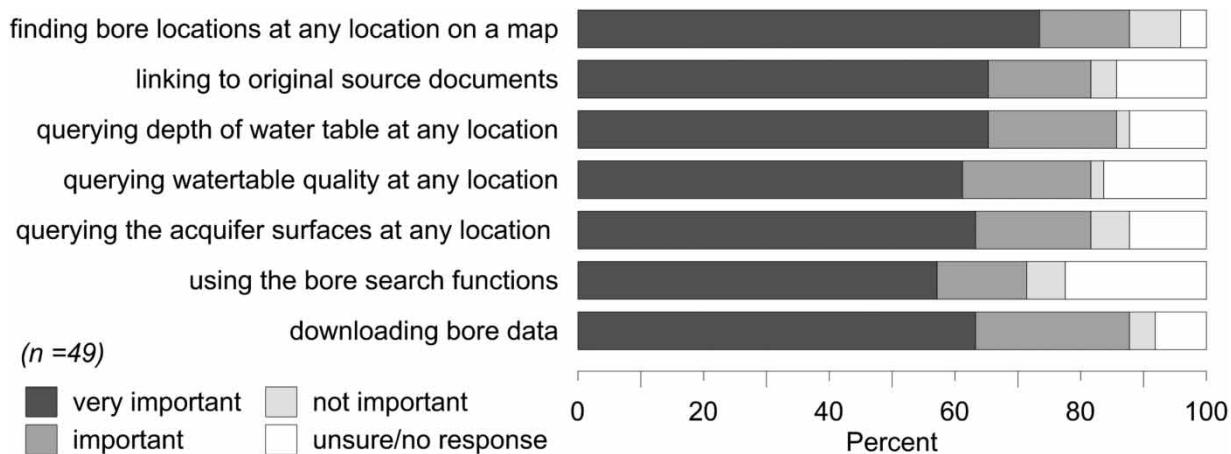 finding bore locations at any location on a map
linking to original source documents
querying depth of water table at any location
querying watertable quality at any location
querying the acquifer surfaces at any location
using the bore search functions
downloading bore data
(n =49)
very important
not important
important
unsure/no response
0 20 40 60 80 100
Percent